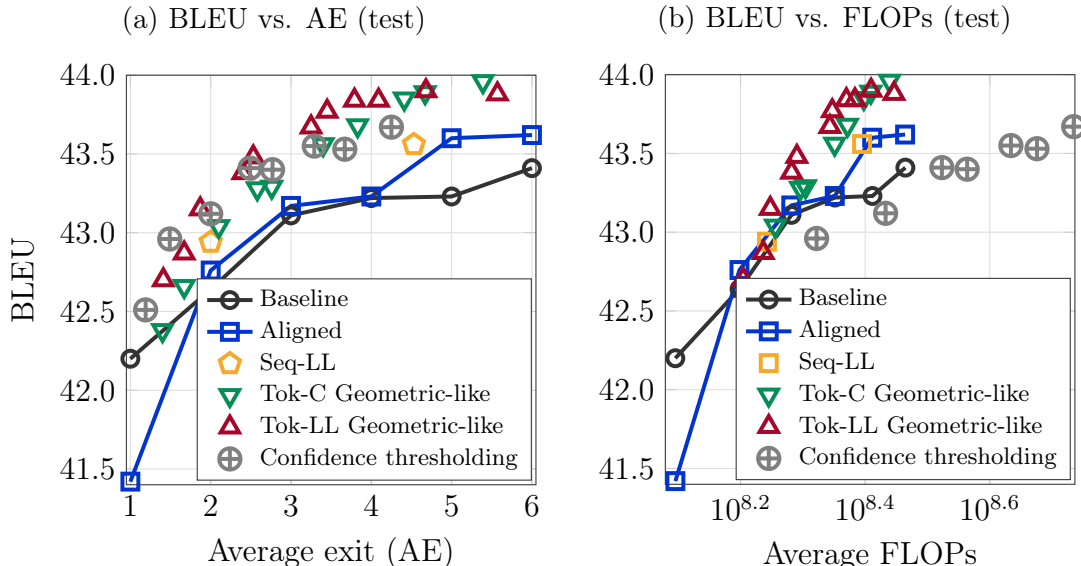 (a) BLEU vs. AE (test)
44.0
43.5
43.0
42.5
42.0
41.5
BLEU
1 2 3 4 5 6
Average exit (AE)
Baseline
Aligned
Seq-LL
Tok-C Geometric-like
Tok-LL Geometric-like
Confidence thresholding
(b) BLEU vs. FLOPs (test)
44.0
43.5
43.0
42.5
42.0
41.5
10^8.2 10^8.4 10^8.6
Average FLOPs
Baseline
Aligned
Seq-LL
Tok-C Geometric-like
Tok-LL Geometric-like
Confidence thresholding